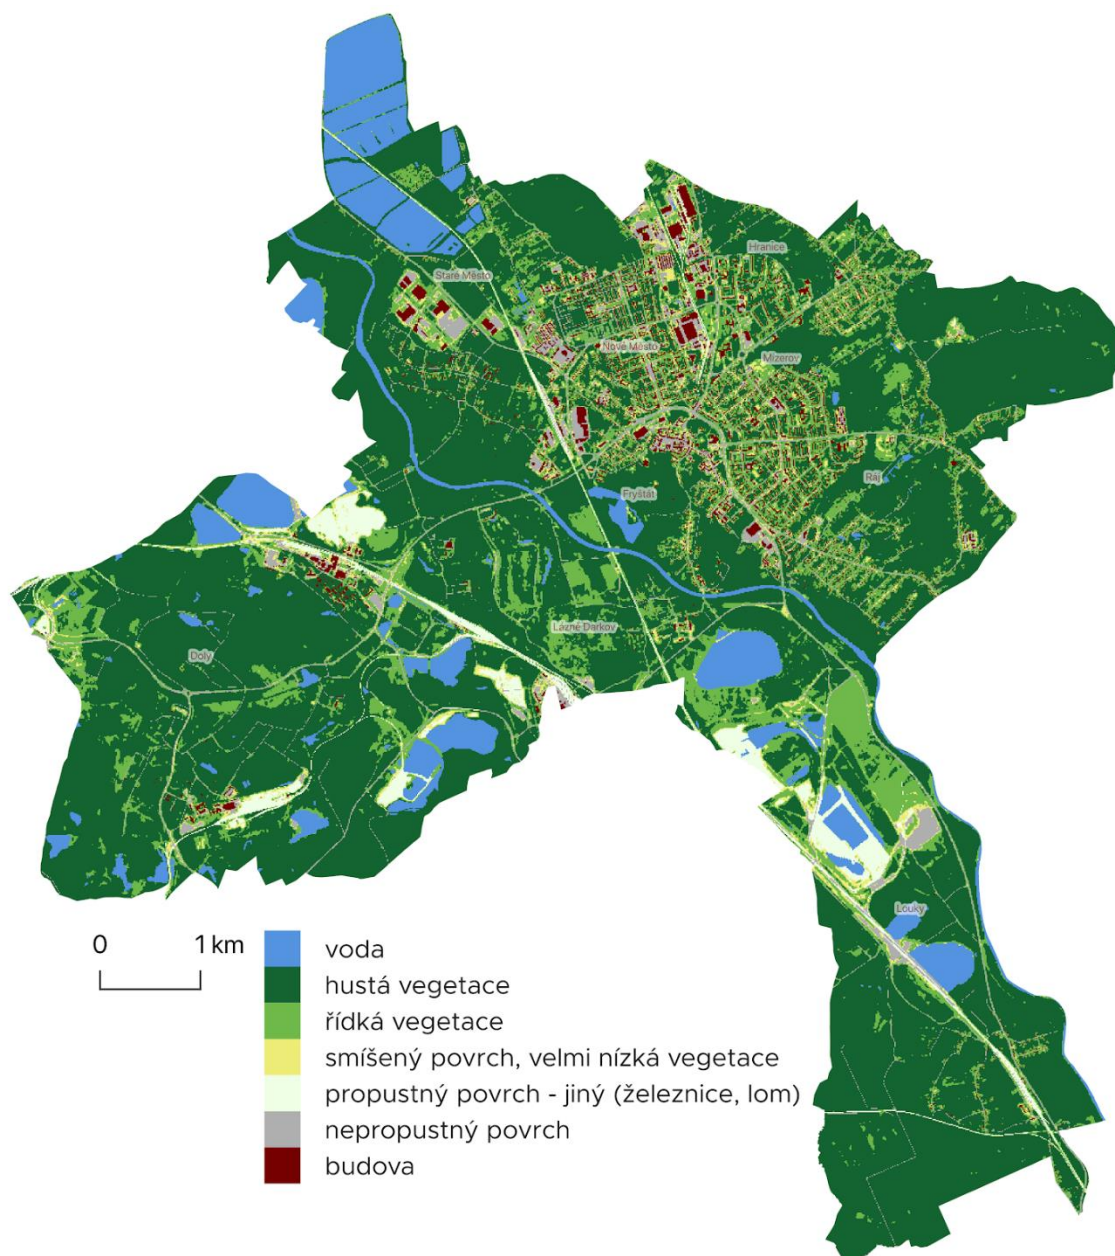 Hranice
Staré Město
Nové Město
Mizerov
Ráj
Fryštát
Lázně Darkov
Doly
Louky
0 1 km
voda
hustá vegetace
řídká vegetace
smíšený povrch, velmi nízká vegetace
propustný povrch - jiný (železnice, lom)
nepropustný povrch
budova